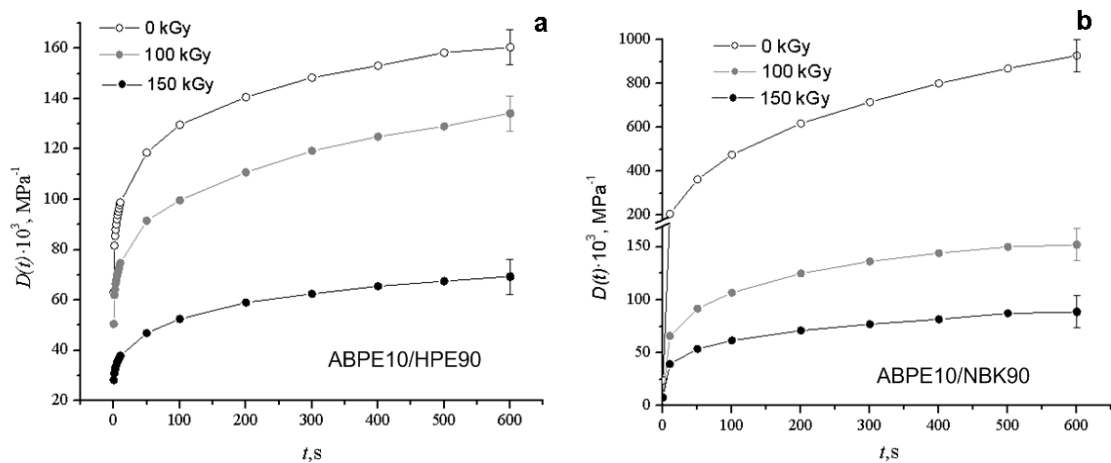 a
0 kGy
100 kGy
150 kGy
160
140
120
100
80
60
40
20
D(t)·10³, MPa⁻¹
ABPE10/HPE90
0 100 200 300 400 500 600
t,s
b
0 kGy
100 kGy
150 kGy
1000
800
600
400
200
150
100
50
0
D(t)·10³, MPa⁻¹
ABPE10/NBK90
0 100 200 300 400 500 600
t,s